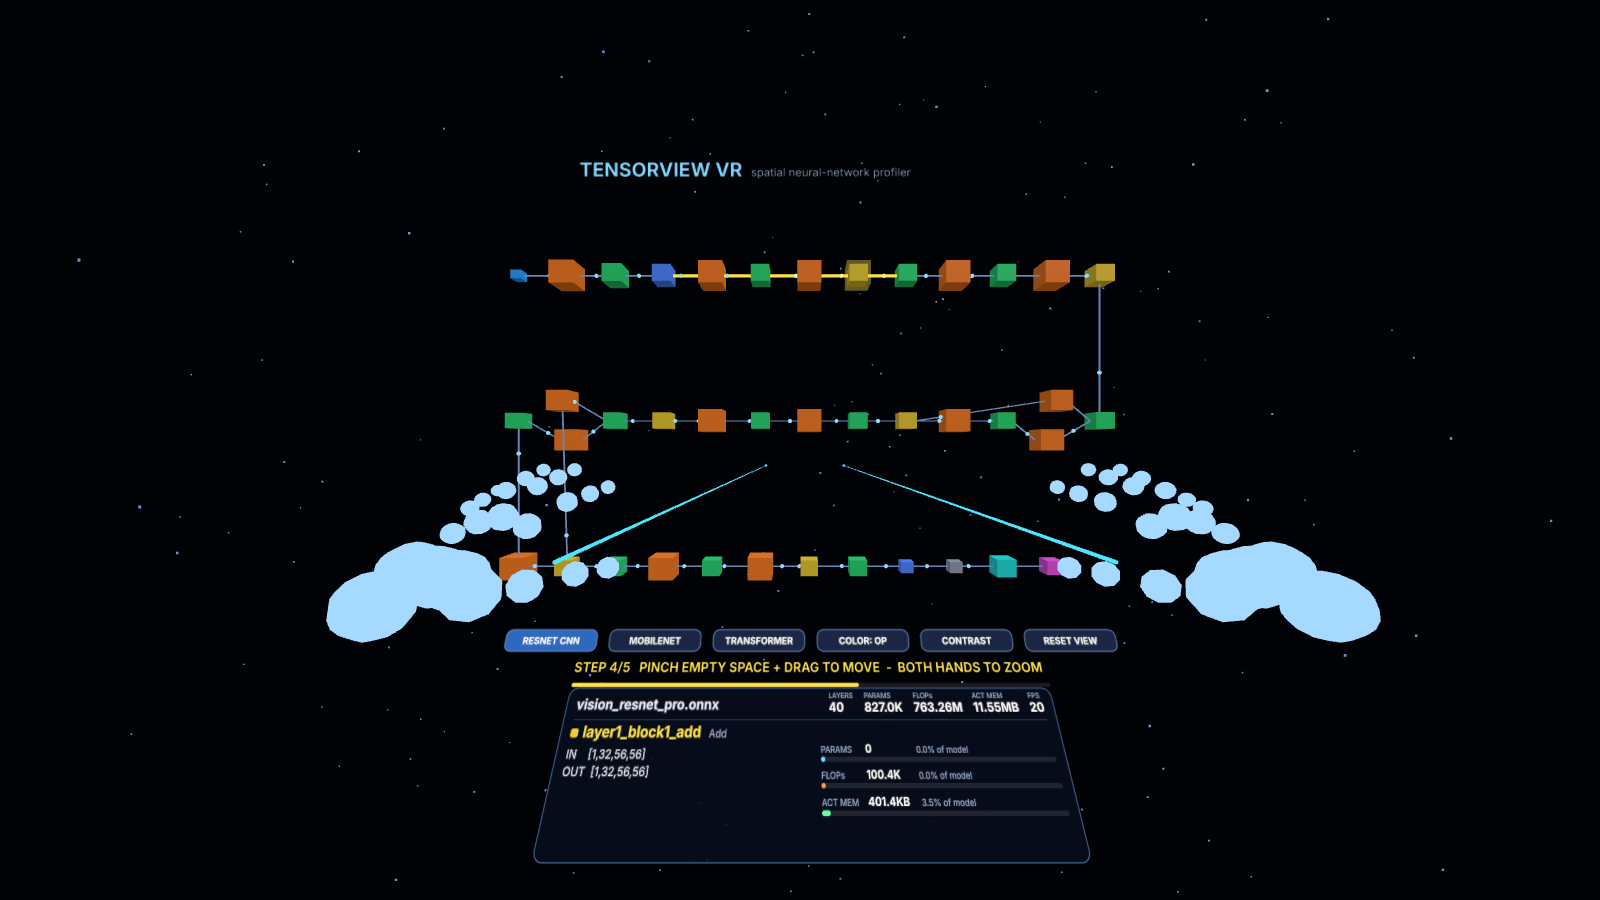 TENSORVIEW VR spatial neural-network profiler
RESNET CNN MOBILENET TRANSFORMER COLOR: OP CONTRAST RESET VIEW
STEP 4/5 PINCH EMPTY SPACE + DRAG TO MOVE - BOTH HANDS TO ZOOM
vision_resnet_pro.onnx
LAYERS PARAMS FLOPs ACT MEM FPS
40 827.0K 763.26M 11.55MB 20
layer1_block1_add Add
IN [1,32,56,56]
OUT [1,32,56,56]
PARAMS 0 0.0% of model
FLOPs 100.4K 0.0% of model
ACT MEM 401.4KB 3.5% of model